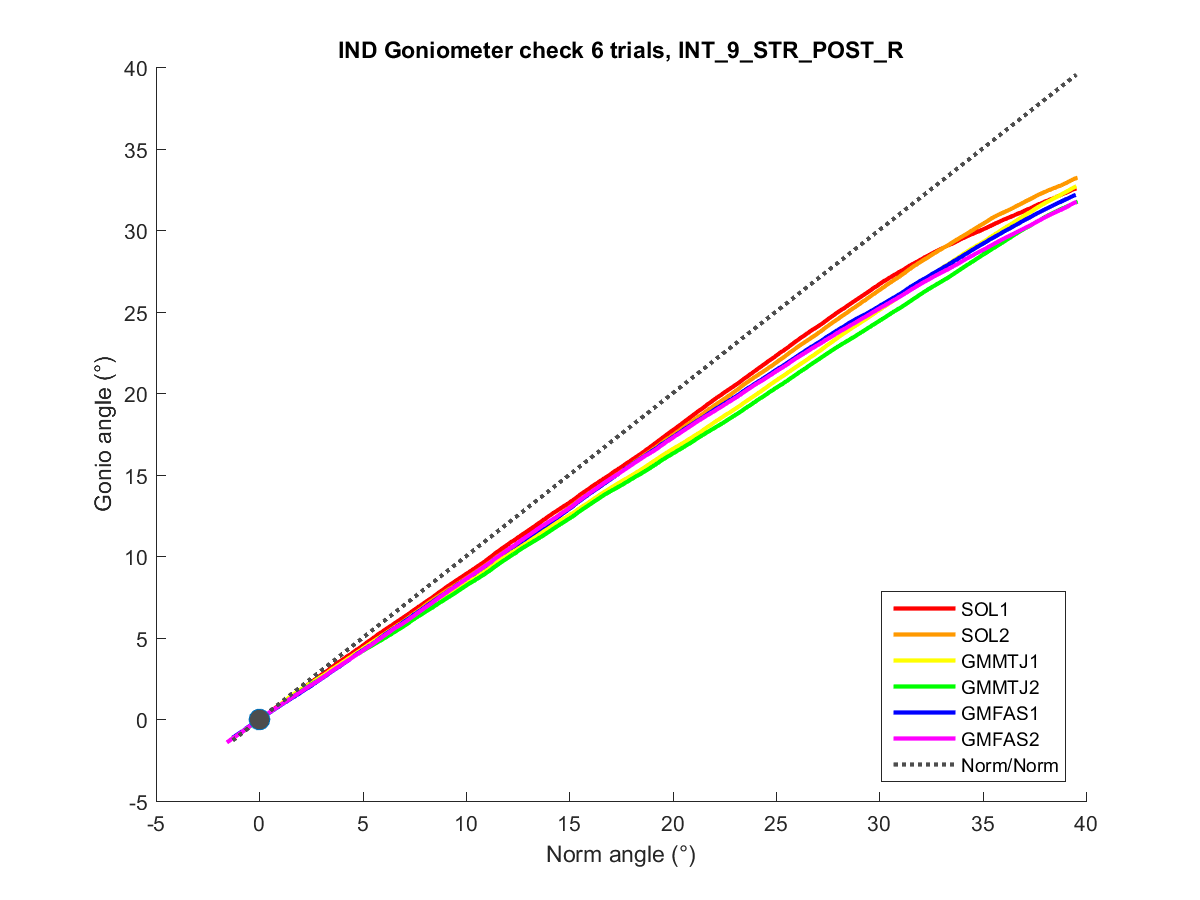 IND Goniometer check 6 trials, INT_9_STR_POST_R
40
35
30
25
20
15
10
5
0
-5
Gonio angle (°)
-5 0 5 10 15 20 25 30 35 40
Norm angle (°)
SOL1
SOL2
GMMTJ1
GMMTJ2
GMFAS1
GMFAS2
Norm/Norm